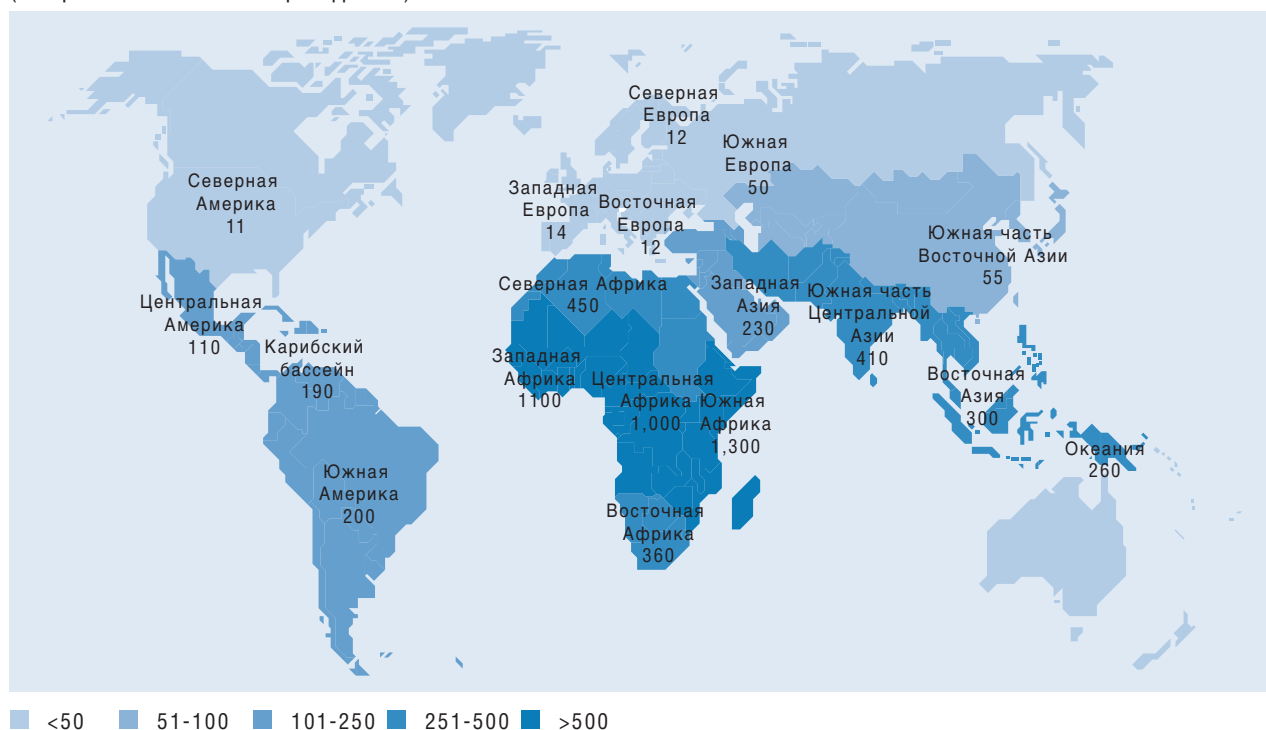 Северная
Европа
12
Южная
Европа
50
Северная
Америка
11
Западная
Европа
14
Восточная
Европа
12
Южная часть
Восточной Азии
55
Центральная
Америка
110
Северная Африка
450
Западная
Азия
230
Южная часть
Центральной
Азии
410
Карибский
бассейн
190
Западная
Африка
1100
Центральная
Африка
1,000
Южная
Африка
1,300
Восточная
Азия
300
Океания
260
Южная
Америка
200
Восточная
Африка
360
<50 51-100 101-250 251-500 >500